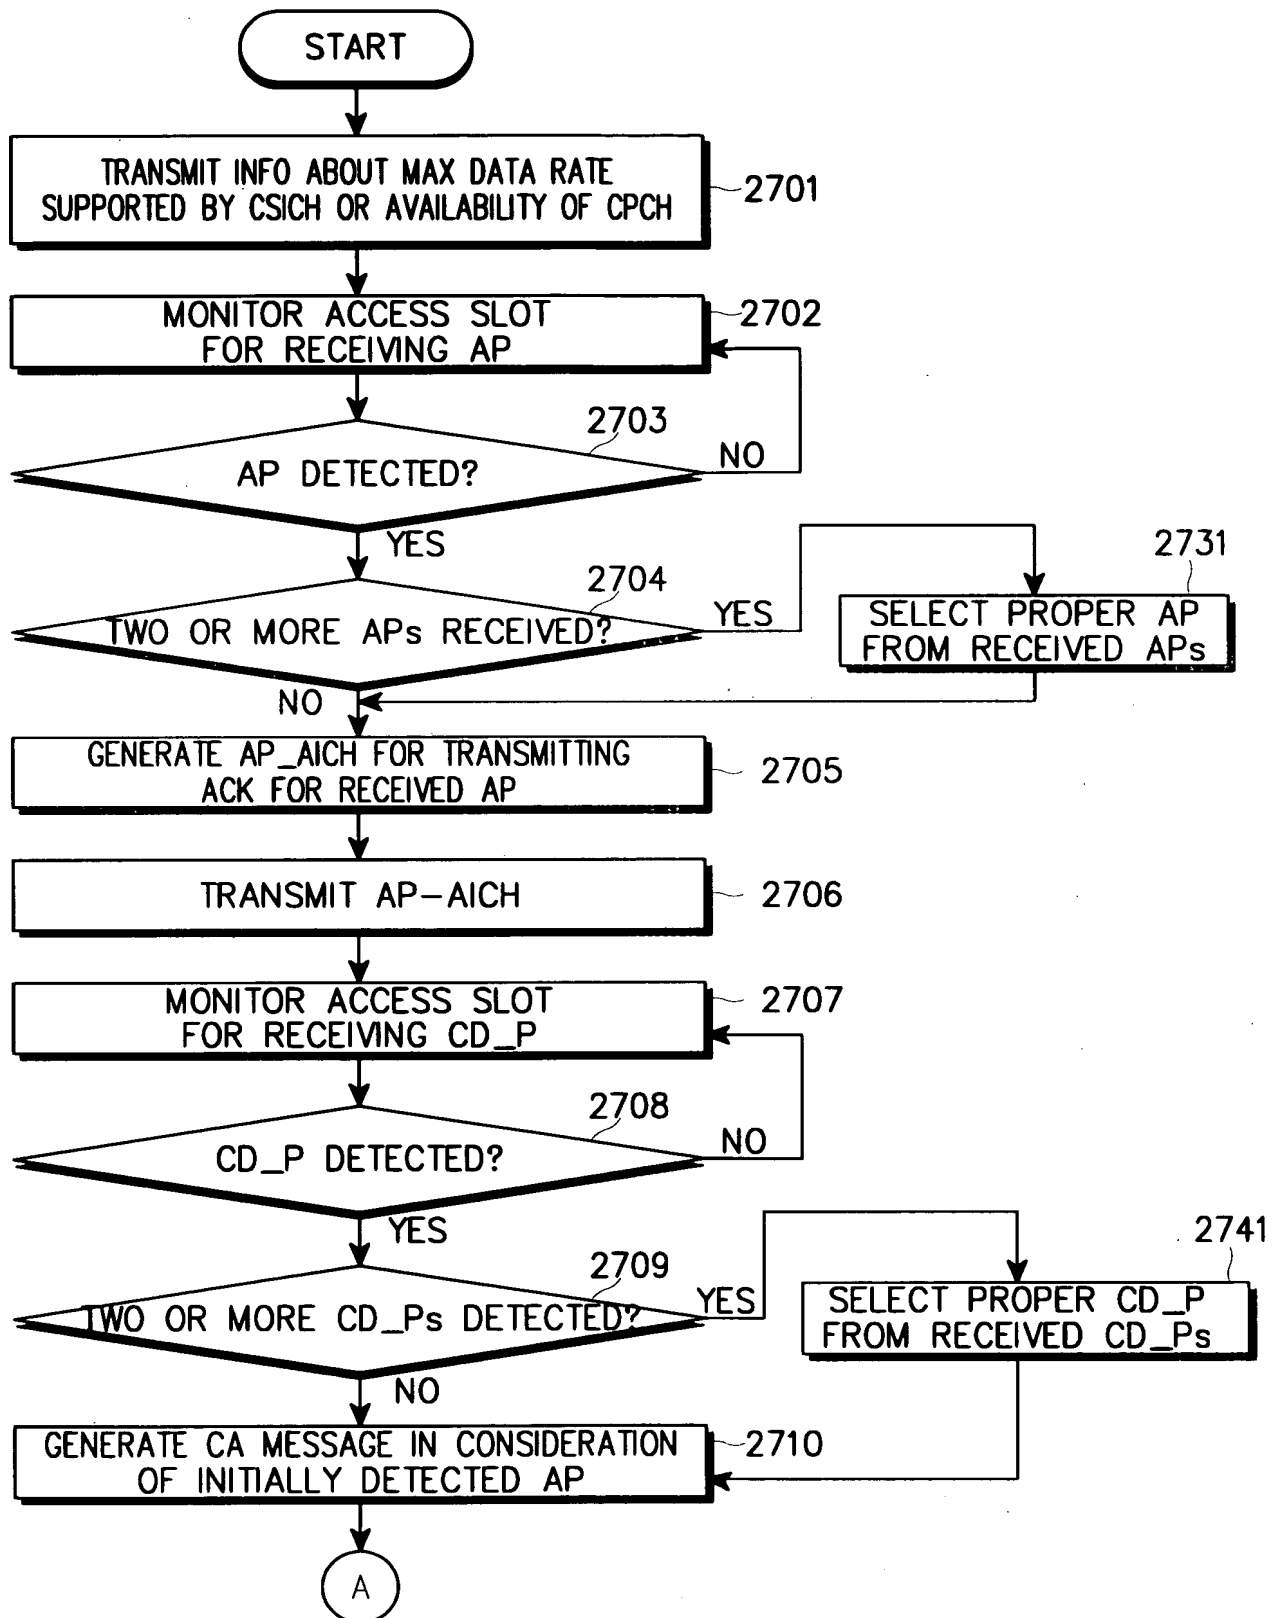 START
TRANSMIT INFO ABOUT MAX DATA RATE
SUPPORTED BY CSICH OR AVAILABILITY OF CPCH
2701
MONITOR ACCESS SLOT
FOR RECEIVING AP
2702
2703
AP DETECTED?
NO
YES
2704
TWO OR MORE APs RECEIVED?
YES
2731
SELECT PROPER AP
FROM RECEIVED APs
NO
GENERATE AP_AICH FOR TRANSMITTING
ACK FOR RECEIVED AP
2705
TRANSMIT AP-AICH
2706
MONITOR ACCESS SLOT
FOR RECEIVING CD_P
2707
2708
CD_P DETECTED?
NO
YES
2709
TWO OR MORE CD_Ps DETECTED?
YES
2741
SELECT PROPER CD_P
FROM RECEIVED CD_Ps
NO
GENERATE CA MESSAGE IN CONSIDERATION
OF INITIALLY DETECTED AP
2710
A